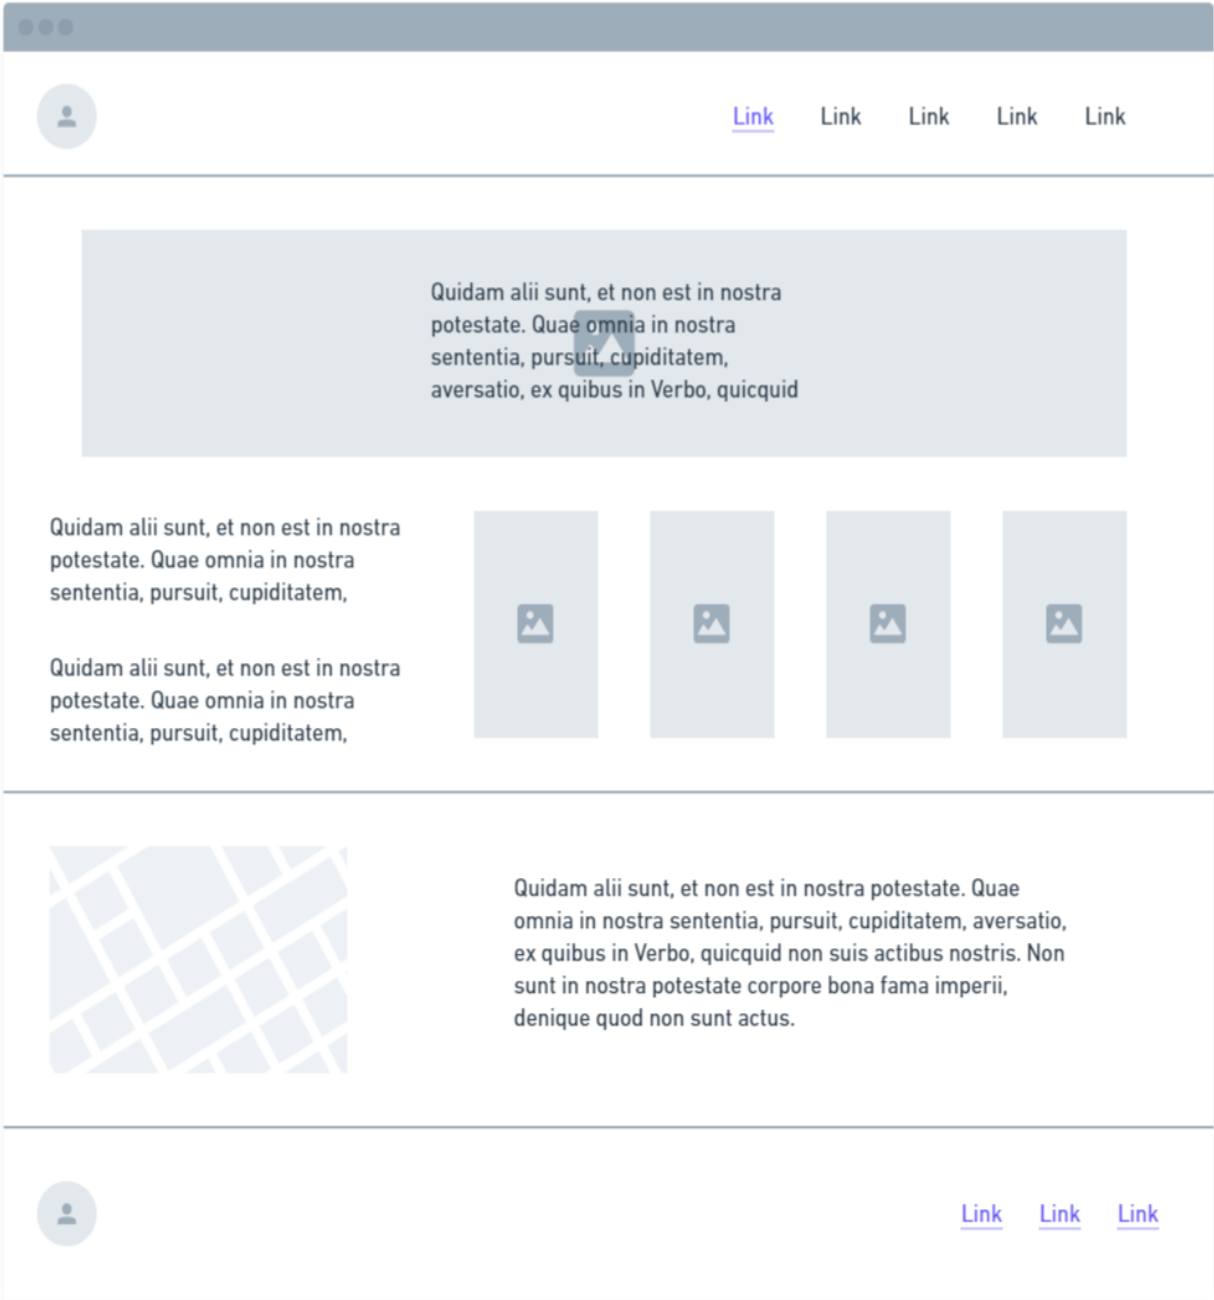 Link Link Link Link Link
Quidam alii sunt, et non est in nostra
potestate. Quae omnia in nostra
sententia, pursuit, cupiditatem,
aversatio, ex quibus in Verbo, quicquid
Quidam alii sunt, et non est in nostra
potestate. Quae omnia in nostra
sententia, pursuit, cupiditatem,
Quidam alii sunt, et non est in nostra
potestate. Quae omnia in nostra
sententia, pursuit, cupiditatem,
Quidam alii sunt, et non est in nostra potestate. Quae
omnia in nostra sententia, pursuit, cupiditatem, aversatio,
ex quibus in Verbo, quicquid non suis actibus nostris. Non
sunt in nostra potestate corpore bona fama imperii,
denique quod non sunt actus.
Link Link Link